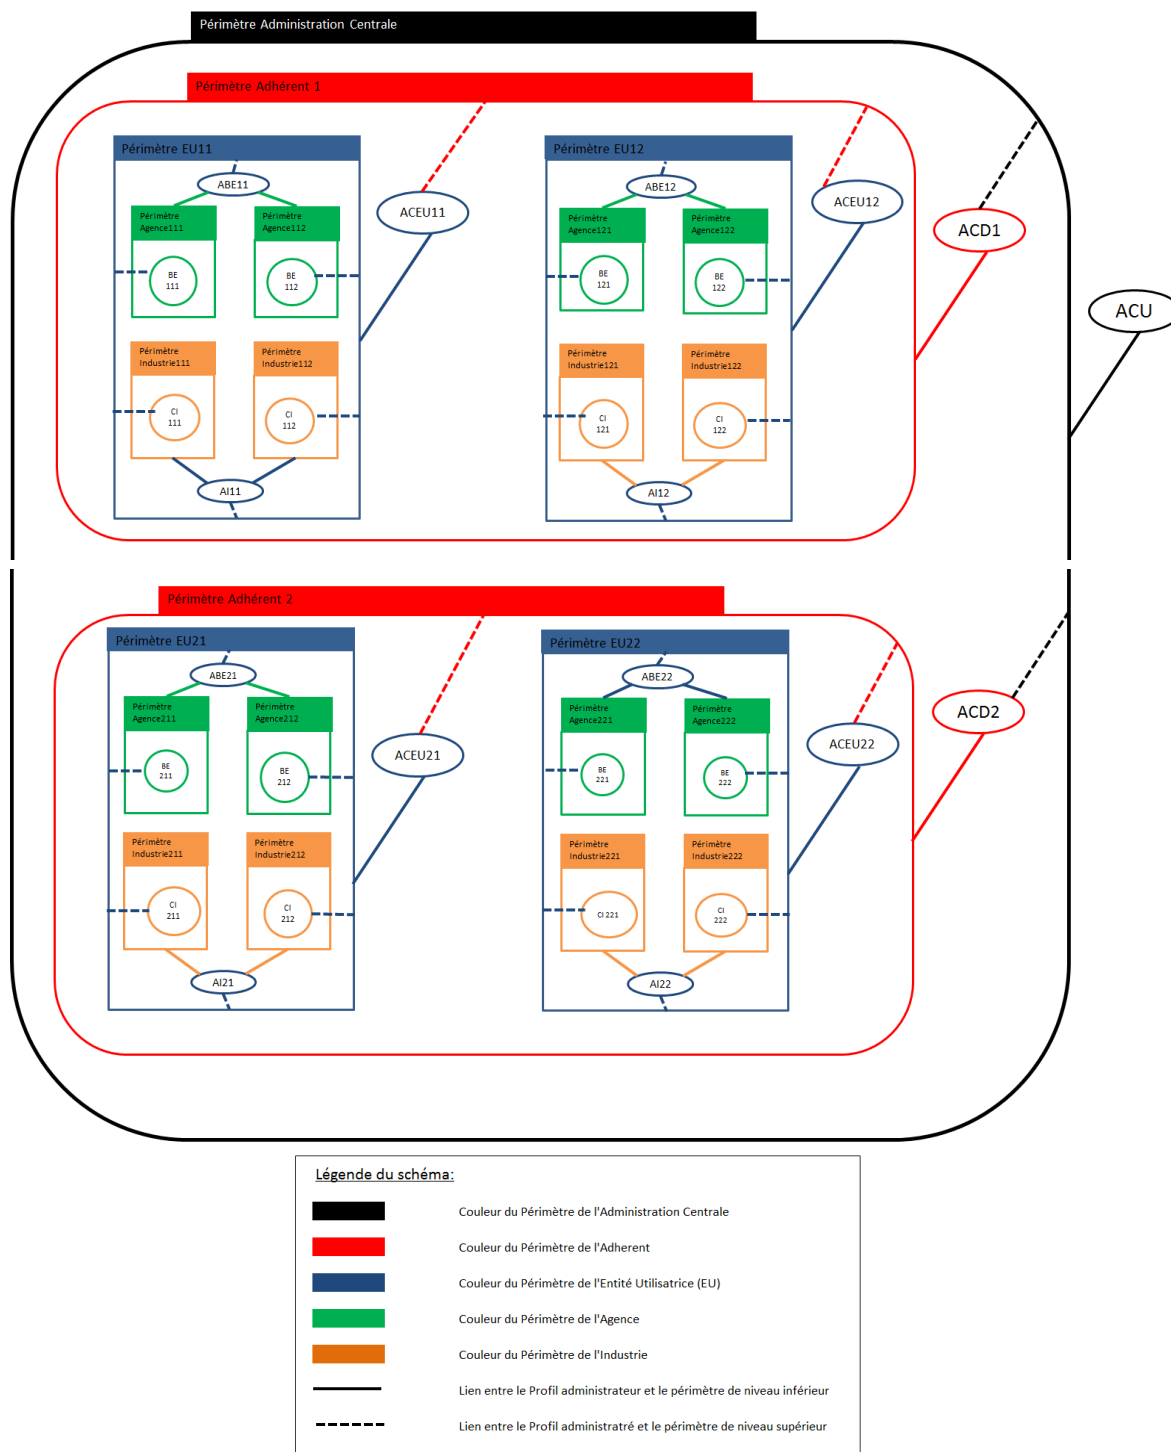 Périmètre Administration Centrale
Périmètre Adhérent 1
Périmètre EU11
Périmètre EU12
ABE11
ABE12
ACEU11
ACEU12
Périmètre
Agence111
Périmètre
Agence112
Périmètre
Agence121
Périmètre
Agence122
ACD1
BE
111
BE
112
BE
121
BE
122
ACU
Périmètre
Industrie111
Périmètre
Industrie112
Périmètre
Industrie121
Périmètre
Industrie122
CI
111
CI
112
CI
121
CI
122
AI11
AI12
Périmètre Adhérent 2
Périmètre EU21
Périmètre EU22
ABE21
ABE22
Périmètre
Agence211
Périmètre
Agence212
Périmètre
Agence221
Périmètre
Agence222
ACD2
ACEU21
ACEU22
BE
211
BE
212
BE
221
BE
222
Périmètre
Industrie211
Périmètre
Industrie212
Périmètre
Industrie221
Périmètre
Industrie222
CI
211
CI
212
CI 221
CI
222
AI21
AI22
Légende du schéma:
Couleur du Périmètre de l'Administration Centrale
Couleur du Périmètre de l'Adherent
Couleur du Périmètre de l'Entité Utilisatrice (EU)
Couleur du Périmètre de l'Agence
Couleur du Périmètre de l'Industrie
Lien entre le Profil administrateur et le périmètre de niveau inférieur
Lien entre le Profil administratré et le périmètre de niveau supérieur